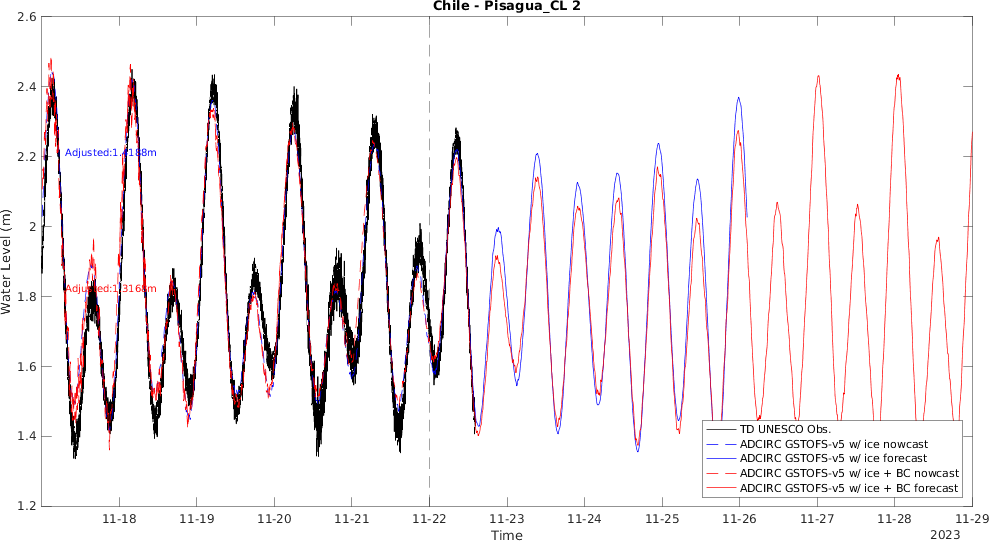 Chile - Pisagua_CL 2
2.6
2.4
2.2
2
1.8
1.6
1.4
1.2
Water Level (m)
Adjusted:1.4188m
TD UNESCO Obs.
ADCIRC GSTOFS-v5 w/ ice nowcast
ADCIRC GSTOFS-v5 w/ ice forecast
ADCIRC GSTOFS-v5 w/ ice + BC nowcast
ADCIRC GSTOFS-v5 w/ ice + BC forecast
11-18 11-19 11-20 11-21 11-22 11-23 11-24 11-25 11-26 11-27 11-28 11-29
Time
2023